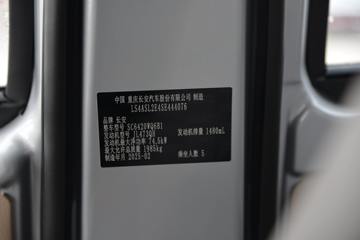 中国 重庆长安汽车股份有限公司 制造
LS4ASL2E4SE444076
品牌 长安
整车型号 SC6420WQ6B1
发动机型号 JL473QH 发动机排量 1480mL
发动机最大净功率 74.5kW
最大允许总质量 1985kg
制造年月 2025-02 乘坐人数 5